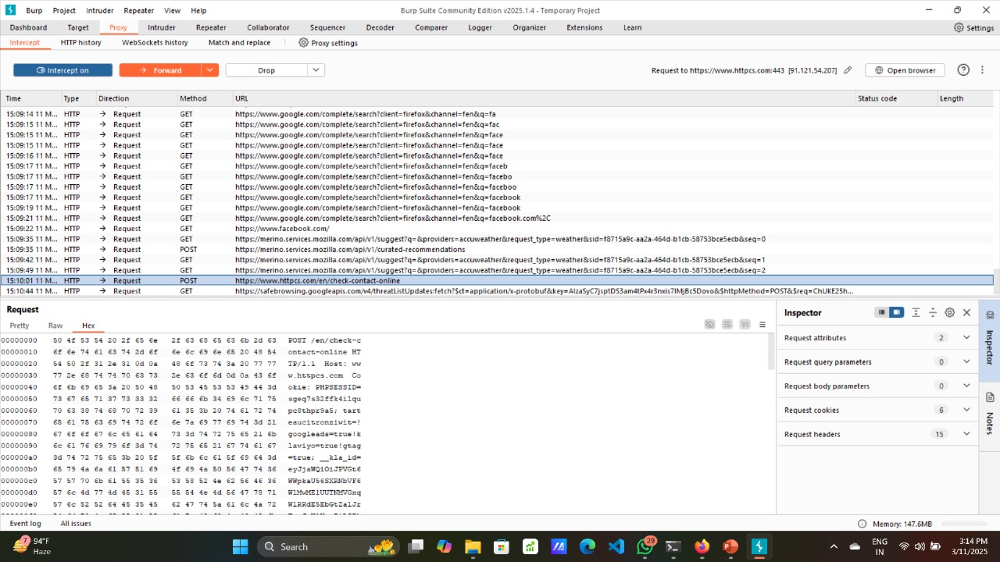 Burp Project Intruder Repeater View Help Burp Suite Community Edition v2025.1.4 - Temporary Project
Dashboard Target Proxy Intruder Repeater Collaborator Sequencer Decoder Comparer Logger Organizer Extensions Learn Settings
Intercept HTTP history WebSockets history Match and replace Proxy settings
Intercept on Forward Drop Request to https://www.httpcs.com:443 [91.121.54.207] Open browser
Time Type Direction Method URL Status code Length
15:09:14 11 M... HTTP → Request GET https://www.google.com/complete/search?client=firefox&channel=fen&q=fa
15:09:15 11 M... HTTP → Request GET https://www.google.com/complete/search?client=firefox&channel=fen&q=fac
15:09:15 11 M... HTTP → Request GET https://www.google.com/complete/search?client=firefox&channel=fen&q=face
15:09:15 11 M... HTTP → Request GET https://www.google.com/complete/search?client=firefox&channel=fen&q=face
15:09:16 11 M... HTTP → Request GET https://www.google.com/complete/search?client=firefox&channel=fen&q=face
15:09:17 11 M... HTTP → Request GET https://www.google.com/complete/search?client=firefox&channel=fen&q=faceb
15:09:17 11 M... HTTP → Request GET https://www.google.com/complete/search?client=firefox&channel=fen&q=facebo
15:09:17 11 M... HTTP → Request GET https://www.google.com/complete/search?client=firefox&channel=fen&q=faceboo
15:09:17 11 M... HTTP → Request GET https://www.google.com/complete/search?client=firefox&channel=fen&q=facebook
15:09:19 11 M... HTTP → Request GET https://www.google.com/complete/search?client=firefox&channel=fen&q=facebook
15:09:21 11 M... HTTP → Request GET https://www.google.com/complete/search?client=firefox&channel=fen&q=facebook.com%2C
15:09:22 11 M... HTTP → Request GET https://www.facebook.com/
15:09:35 11 M... HTTP → Request GET https://merino.services.mozilla.com/api/v1/suggest?q=&providers=accuweather&request_type=weather&sid=f8715a9c-aa2a-464d-b1cb-58753bce5ecb&seq=0
15:09:35 11 M... HTTP → Request POST https://merino.services.mozilla.com/api/v1/curated-recommendations
15:09:42 11 M... HTTP → Request GET https://merino.services.mozilla.com/api/v1/suggest?q=&providers=accuweather&request_type=weather&sid=f8715a9c-aa2a-464d-b1cb-58753bce5ecb&seq=1
15:09:49 11 M... HTTP → Request GET https://merino.services.mozilla.com/api/v1/suggest?q=&providers=accuweather&request_type=weather&sid=f8715a9c-aa2a-464d-b1cb-58753bce5ecb&seq=2
15:10:01 11 M... HTTP → Request POST https://www.httpcs.com/en/check-contact-online
15:10:44 11 M... HTTP → Request GET https://safebrowsing.googleapis.com/v4/threatListUpdates:fetch?$ct=application/x-protobuf&key=AIzaSyC7jsptDS3am4tPx4r3nxis7IMjBc5Dovo&$httpMethod=POST&$req=ChUKE25h...
Request
Pretty Raw Hex
00000000 50 4f 53 54 20 2f 65 6e 2f 63 68 65 63 6b 2d 63 POST /en/check-c
00000010 6f 6e 74 61 63 74 2d 6f 6e 6c 69 6e 65 20 48 54 ontact-online HT
00000020 54 50 2f 31 2e 31 0d 0a 48 6f 73 74 3a 20 77 77 TP/1.1 Host: ww
00000030 77 2e 68 74 74 70 63 73 2e 63 6f 6d 0d 0a 43 6f w.httpcs.com Co
00000040 6f 6b 69 65 3a 20 50 48 50 53 45 53 53 49 44 3d okie: PHPSESSID=
00000050 73 67 65 71 37 73 33 32 66 66 6b 34 69 6c 71 75 sgeq7s32ffk4ilqu
00000060 70 63 38 74 68 70 72 39 61 35 3b 20 74 61 72 74 pc8thpr9a5; tart
00000070 65 61 75 63 69 74 72 6f 6e 7a 69 77 69 74 3d 21 eaucitronziwit=!
00000080 67 6f 6f 67 6c 65 61 64 73 3d 74 72 75 65 21 6b googleads=true!k
00000090 6c 61 76 69 79 6f 3d 74 72 75 65 21 67 74 61 67 laviyo=true!gtag
000000a0 3d 74 72 75 65 3b 20 5f 5f 6b 6c 61 5f 69 64 3d =true; __kla_id=
000000b0 65 79 4a 6a 61 57 51 69 4f 69 4a 50 56 47 74 36 eyJjaWQiOiJPVGt6
000000c0 57 57 70 6b 61 55 35 36 53 58 52 4e 62 56 46 36 WWpkaU56SXRNbVF6
000000d0 57 6c 4d 77 4d 45 31 55 55 54 4e 4d 56 47 78 71 WlMwME1UUTNMVGxq
000000e0 57 6c 52 52 64 45 35 45 62 47 74 5a 61 6c 4a 72 WlRRdE5EbGtZalJr
Inspector
Request attributes 2
Request query parameters 0
Request body parameters 0
Request cookies 6
Request headers 15
Inspector
Notes
Event log All issues Memory: 147.6MB
7 94°F
Haze
Search
29
ENG
IN
3:14 PM
3/11/2025